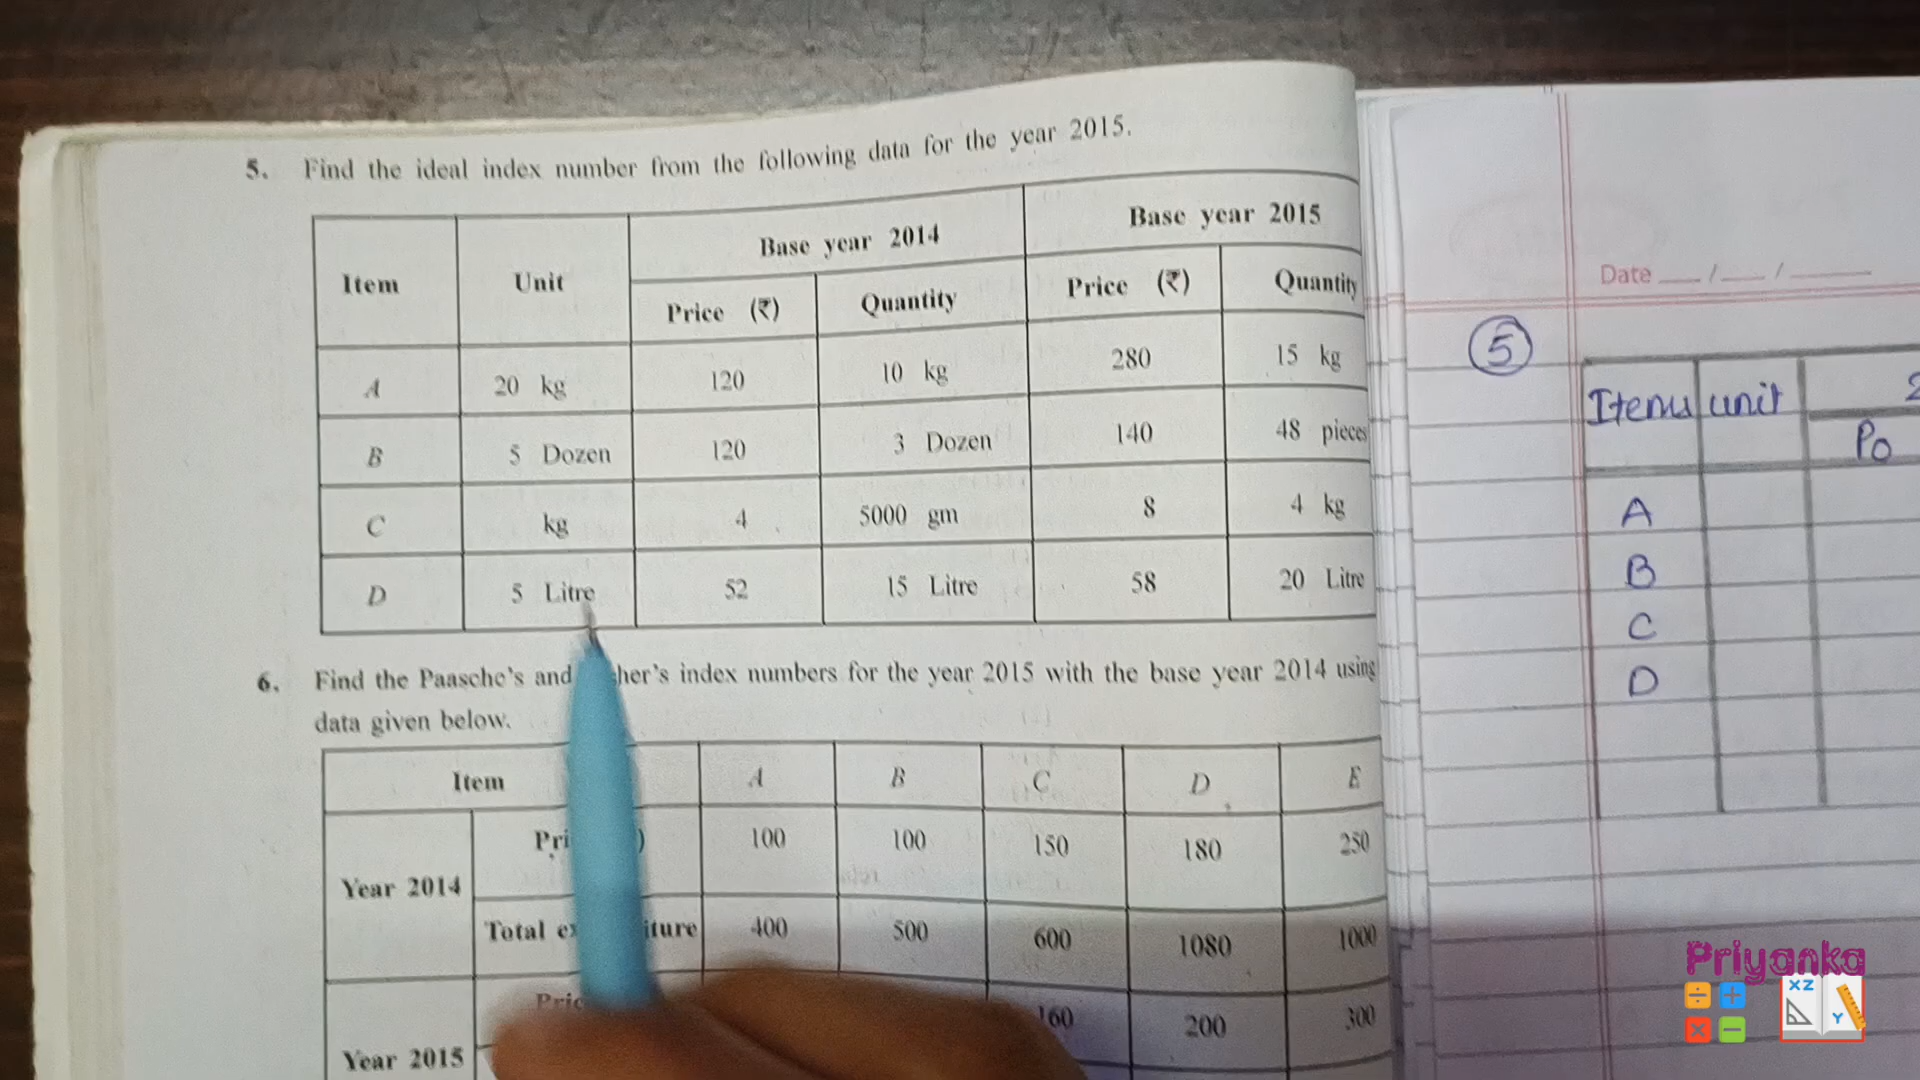 5. Find the ideal index number from the following data for the year 2015.
Item Unit Base year 2014 Base year 2015
Price (₹) Quantity Price (₹) Quantity
A 20 kg 120 10 kg 280 15 kg
B 5 Dozen 120 3 Dozen 140 48 pieces
C kg 4 5000 gm 8 4 kg
D 5 Litre 52 15 Litre 58 20 Litre
6. Find the Paasche's and her's index numbers for the year 2015 with the base year 2014 using
data given below.
Item A B C D E
Year 2014 Pri ) 100 100 150 180 250
Total ex iture 400 500 600 1080 1000
Year 2015 Pric 160 200 300
Date / /
5
Items unit 2
Po
A
B
C
D
Priyanka
XZ
Y